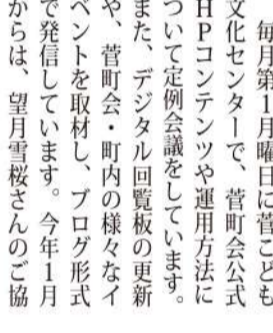 毎月第1月曜日に菅こども
文化センターで、菅町会公式
HPコンテンツや運用方法に
ついて定例会議をしています。
また、デジタル回覧板の更新
や、菅町会・町内の様々なイ
ベントを取材し、ブログ形式
で発信しています。今年1月
からは、望月雪桜さんのご協